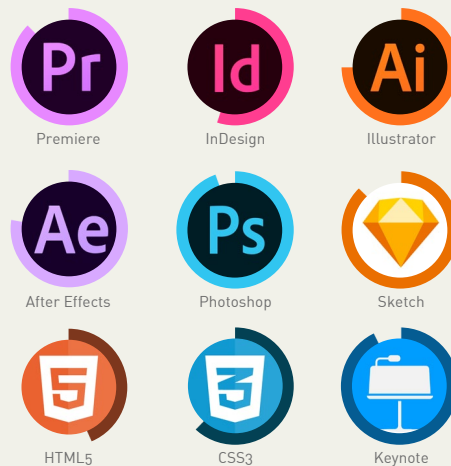 Pr Id Ai
Premiere InDesign Illustrator
Ae Ps
After Effects Photoshop Sketch
5 3
HTML5 CSS3 Keynote